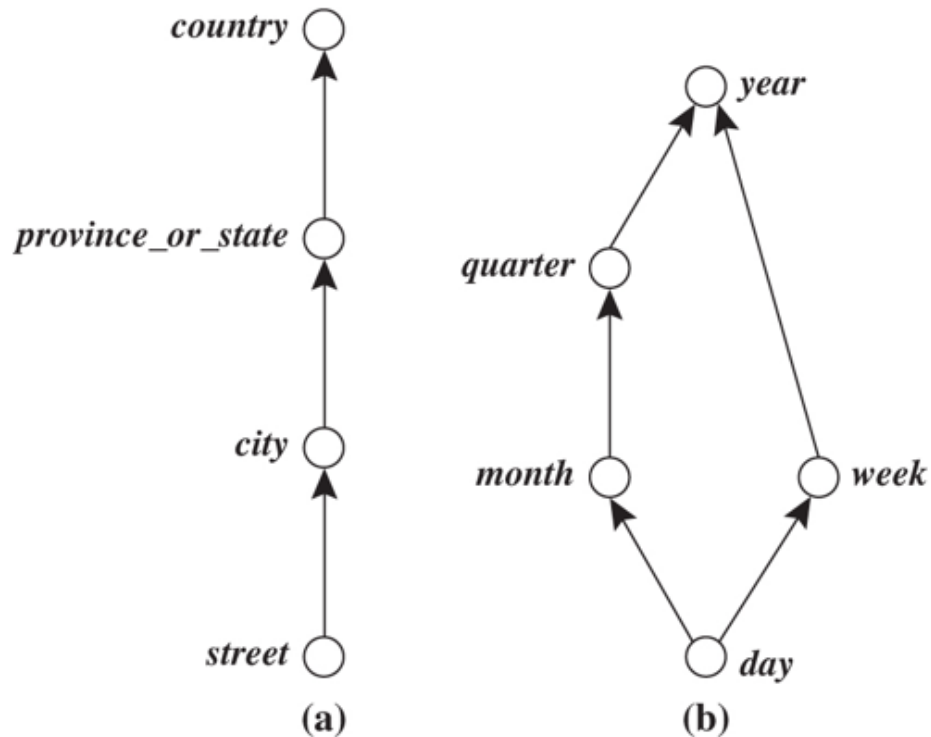 country
province_or_state
city
street
(a)
year
quarter
month
week
day
(b)